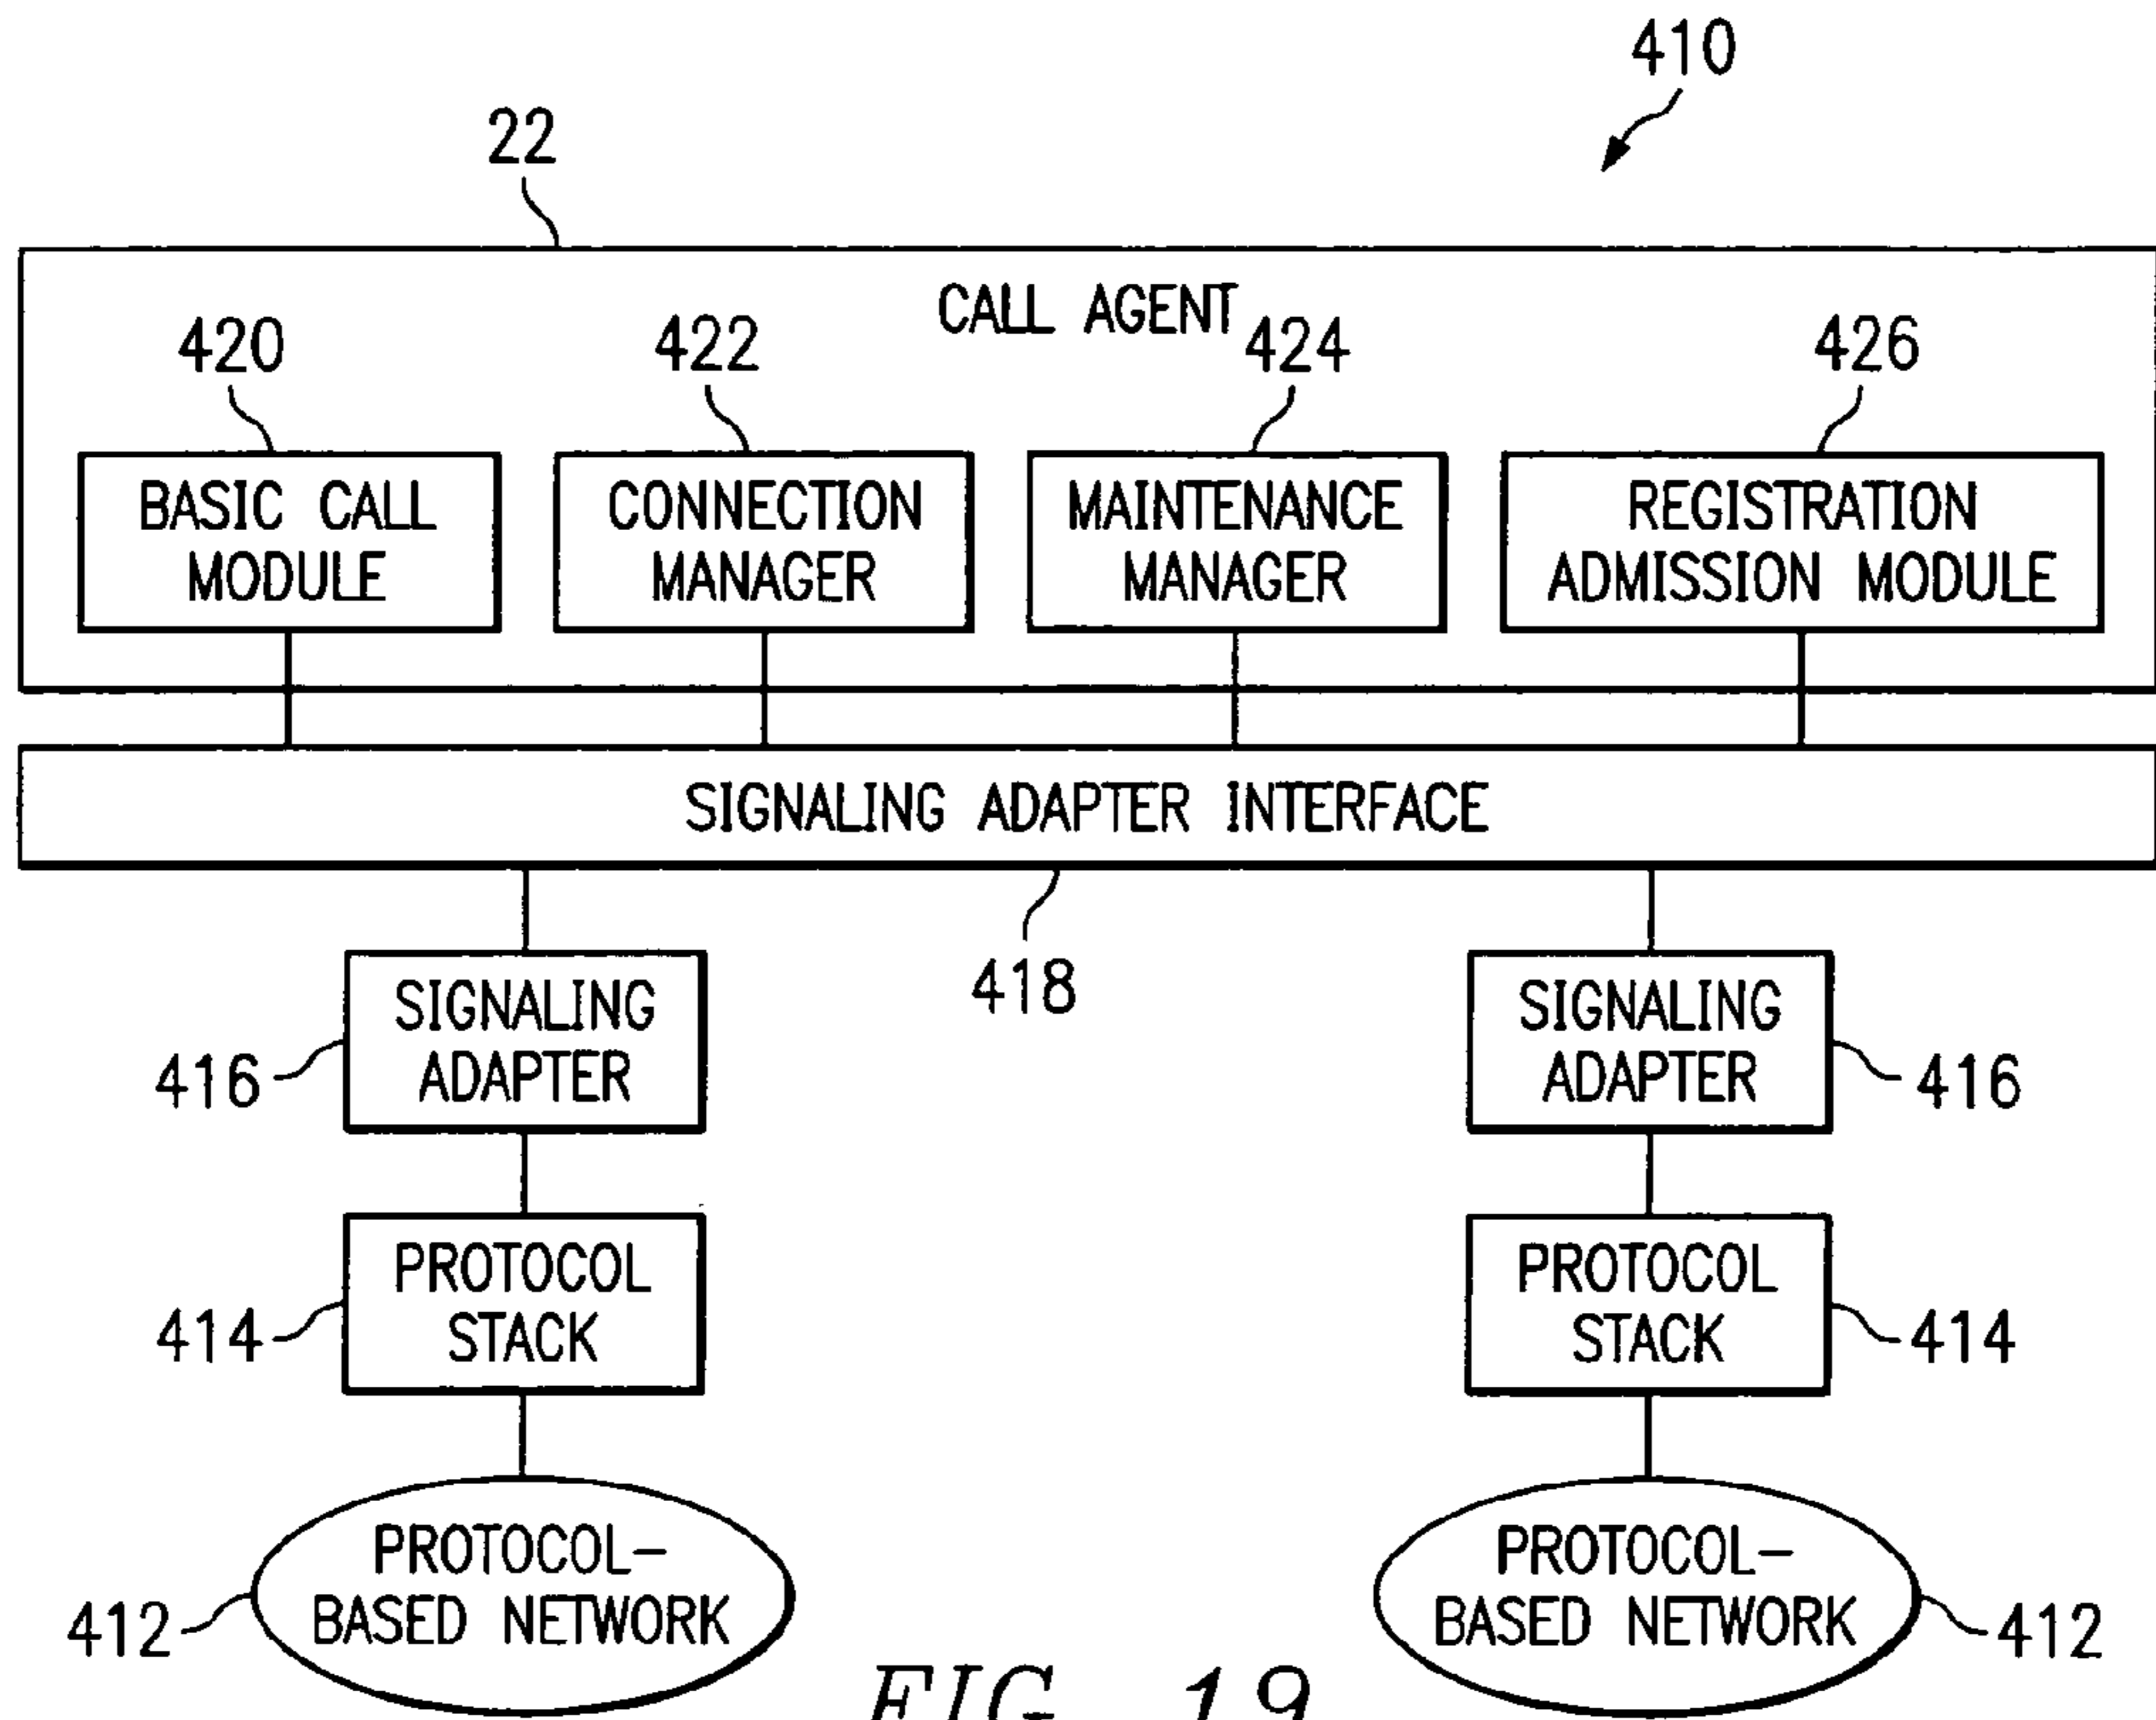 410
22
CALL AGENT
420
422
424
426
BASIC CALL
MODULE
CONNECTION
MANAGER
MAINTENANCE
MANAGER
REGISTRATION
ADMISSION MODULE
SIGNALING ADAPTER INTERFACE
418
SIGNALING
ADAPTER
416
SIGNALING
ADAPTER
416
PROTOCOL
STACK
414
PROTOCOL
STACK
414
PROTOCOL-
BASED NETWORK
412
PROTOCOL-
BASED NETWORK
412
FIG. 19